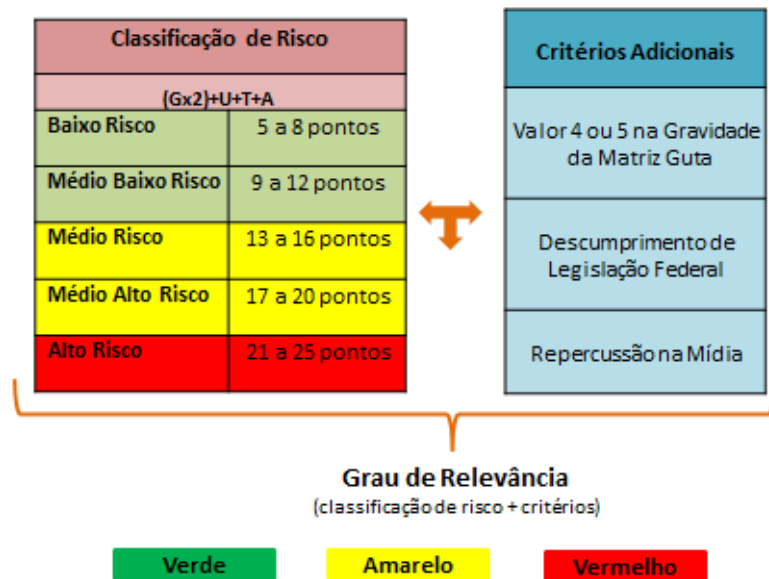 Classificação de Risco
(Gx2)+U+T+A
Baixo Risco 5 a 8 pontos
Médio Baixo Risco 9 a 12 pontos
Médio Risco 13 a 16 pontos
Médio Alto Risco 17 a 20 pontos
Alto Risco 21 a 25 pontos
Critérios Adicionais
Valor 4 ou 5 na Gravidade
da Matriz Guta
Descumprimento de
Legislação Federal
Repercussão na Mídia
Grau de Relevância
(classificação de risco + critérios)
Verde Amarelo Vermelho